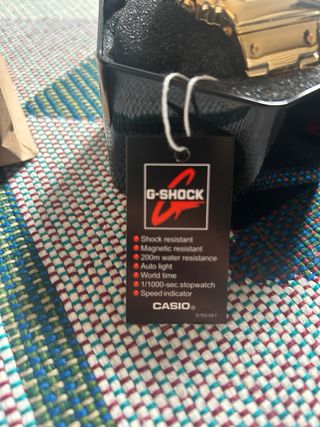 G-SHOCK
Shock resistant
Magnetic resistant
200m water resistance
Auto light
World time
1/1000-sec.stopwatch
Speed indicator
CASIO®